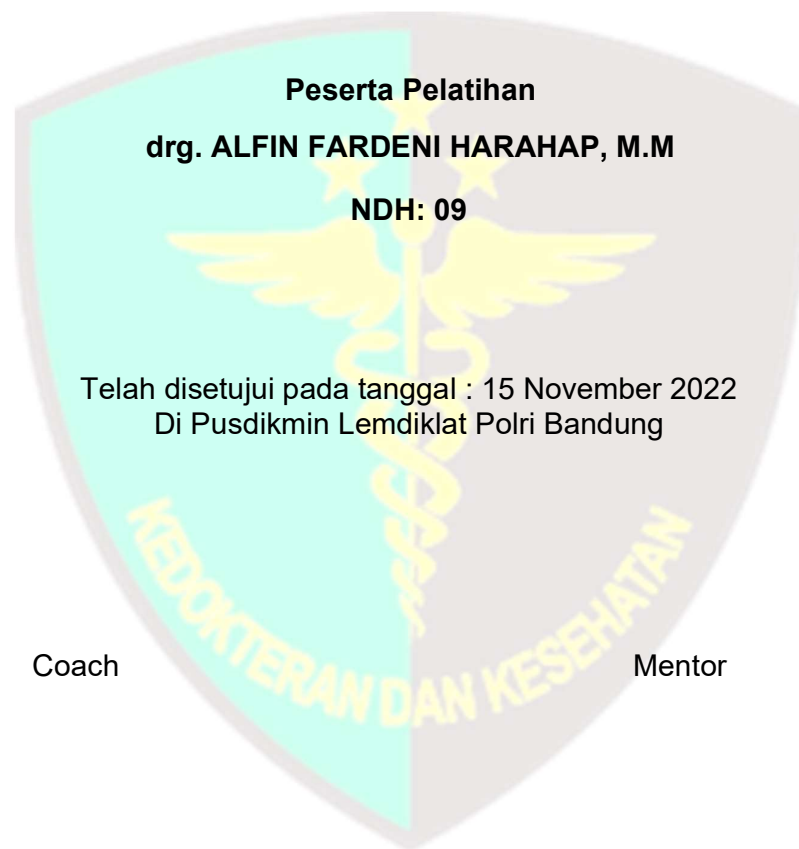 Peserta Pelatihan
drg. ALFIN FARDENI HARAHAP, M.M
NDH: 09
Telah disetujui pada tanggal : 15 November 2022
Di Pusdikmin Lemdiklat Polri Bandung
KEDOKTERAN DAN KESEHATAN
Coach Mentor